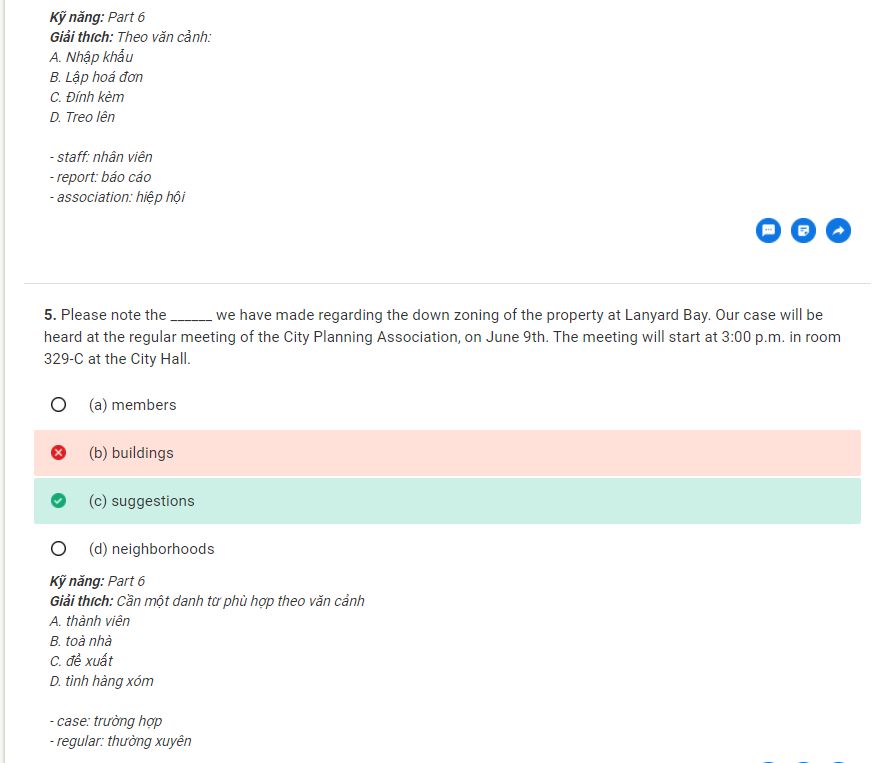 Kỹ năng: Part 6
Giải thích: Theo văn cảnh:
A. Nhập khẩu
B. Lập hoá đơn
C. Đính kèm
D. Treo lên
- staff: nhân viên
- report: báo cáo
- association: hiệp hội
5. Please note the ______ we have made regarding the down zoning of the property at Lanyard Bay. Our case will be
heard at the regular meeting of the City Planning Association, on June 9th. The meeting will start at 3:00 p.m. in room
329-C at the City Hall.
(a) members
(b) buildings
(c) suggestions
(d) neighborhoods
Kỹ năng: Part 6
Giải thích: Cần một danh từ phù hợp theo văn cảnh
A. thành viên
B. toà nhà
C. đề xuất
D. tình hàng xóm
- case: trường hợp
- regular: thường xuyên